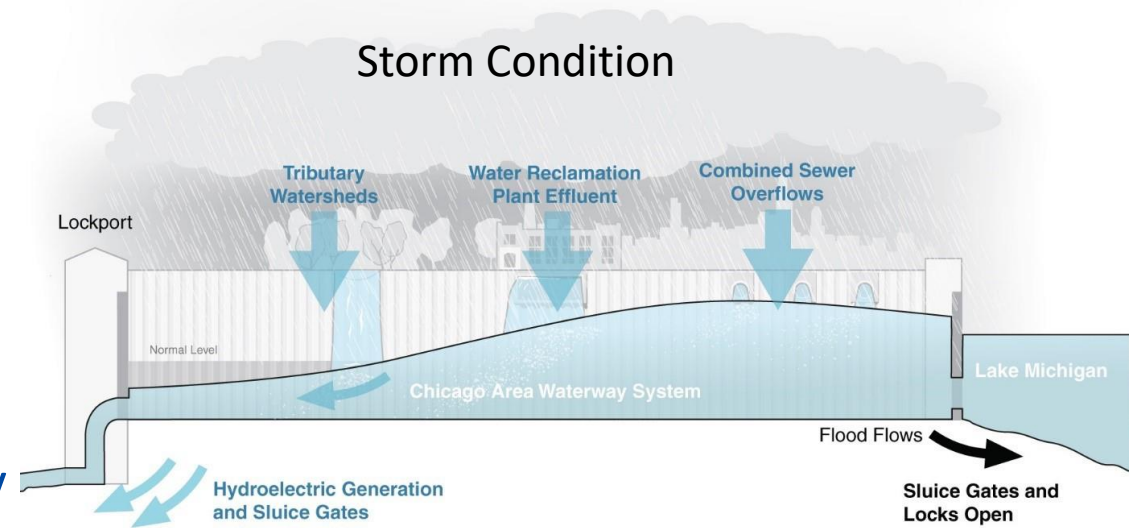 Storm Condition
Tributary
Watersheds
Water Reclamation
Plant Effluent
Combined Sewer
Overflows
Lockport
Normal Level
Chicago Area Waterway System
Lake Michigan
Flood Flows
Hydroelectric Generation
and Sluice Gates
Sluice Gates and
Locks Open
y